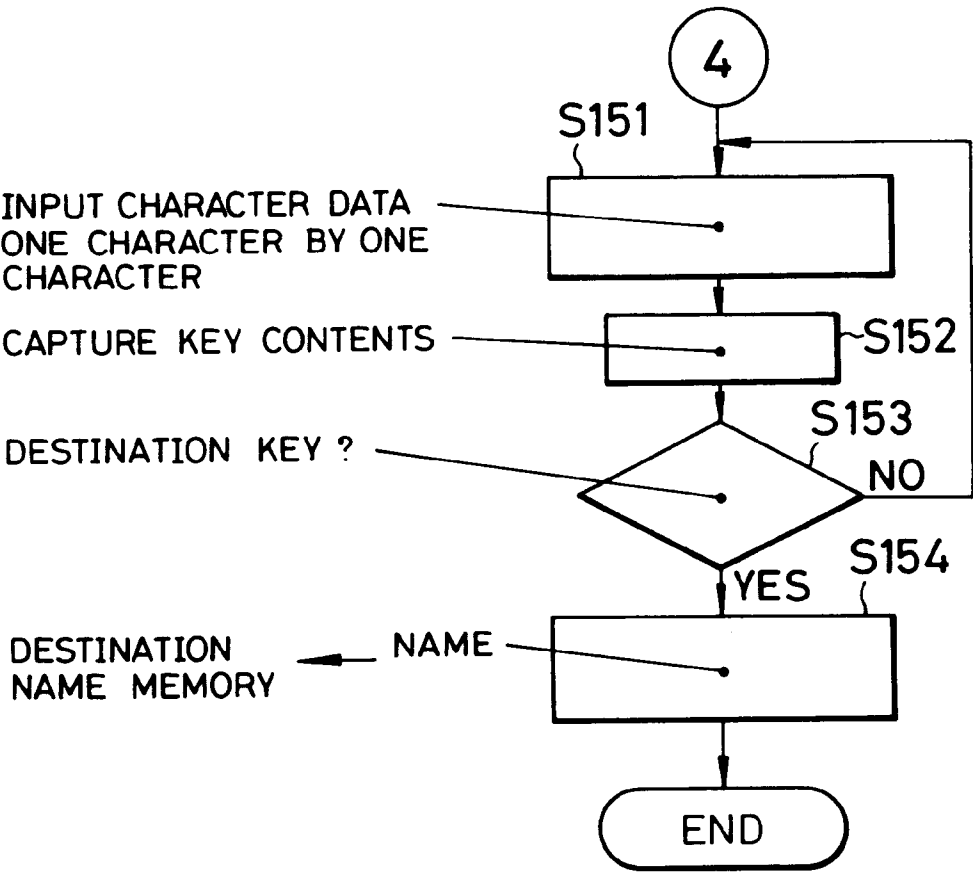 4
S151
INPUT CHARACTER DATA
ONE CHARACTER BY ONE
CHARACTER
CAPTURE KEY CONTENTS
S152
S153
DESTINATION KEY ?
NO
S154
YES
DESTINATION
NAME MEMORY
NAME
END